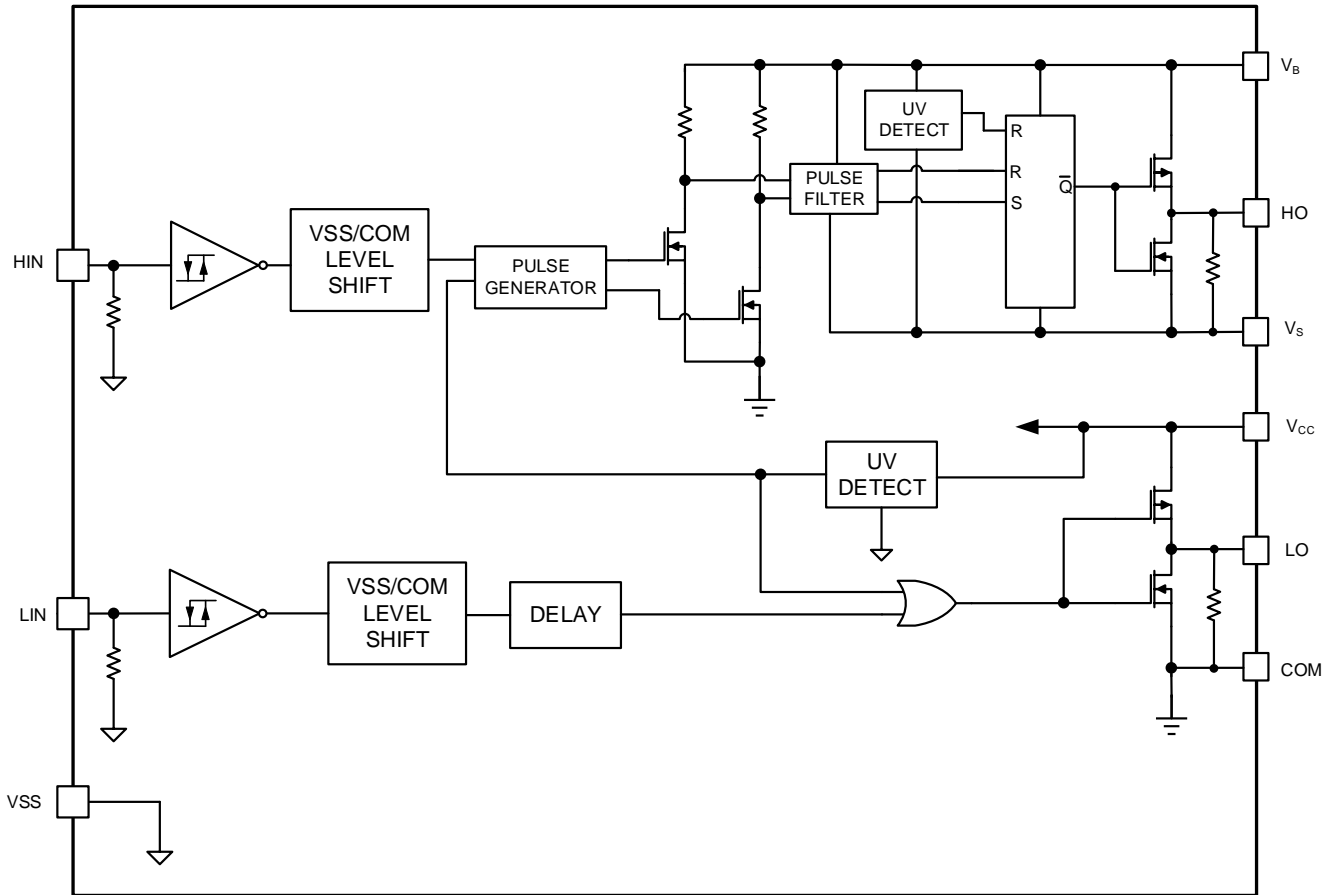 V_B
UV
DETECT
R
R
S
Q̅
PULSE
FILTER
HO
HIN
VSS/COM
LEVEL
SHIFT
PULSE
GENERATOR
V_S
V_CC
UV
DETECT
LO
LIN
VSS/COM
LEVEL
SHIFT
DELAY
COM
VSS